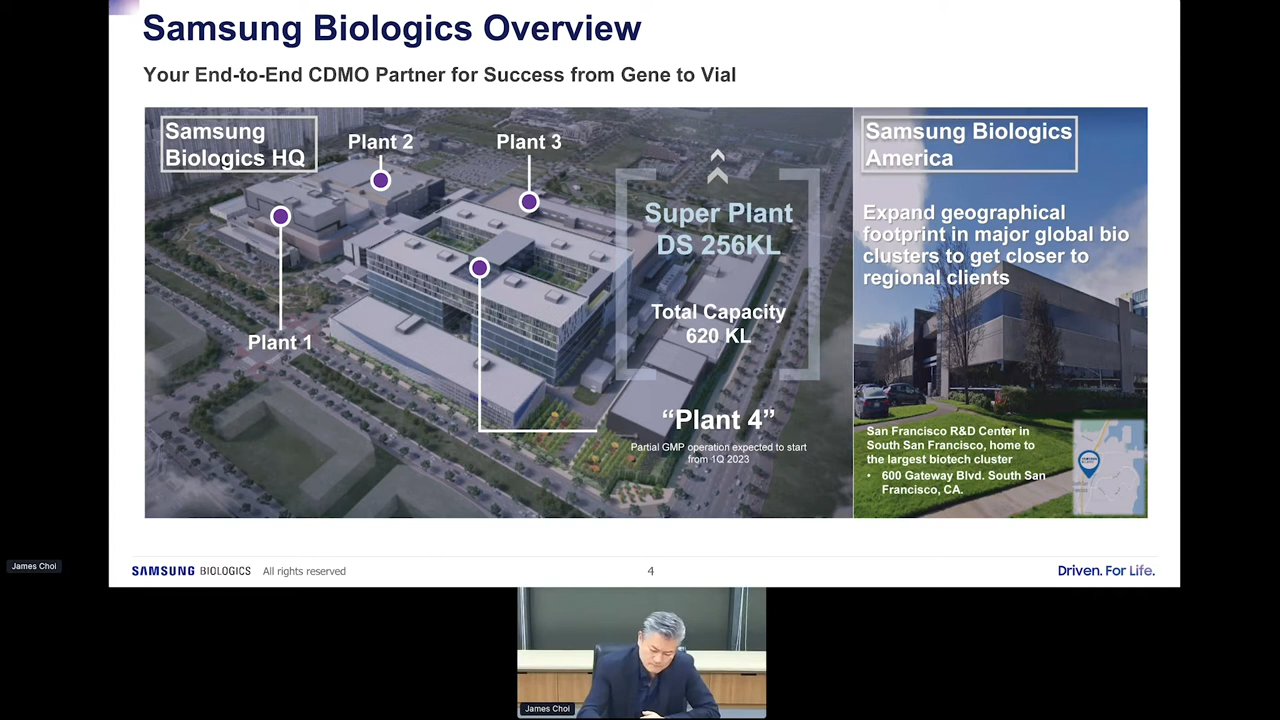 Samsung Biologics Overview
Your End-to-End CDMO Partner for Success from Gene to Vial
Samsung
Biologics HQ
Plant 2
Plant 3
Plant 1
Super Plant
DS 256KL
Total Capacity
620 KL
“Plant 4”
Partial GMP operation expected to start
from 1Q 2023
Samsung Biologics
America
Expand geographical
footprint in major global bio
clusters to get closer to
regional clients
San Francisco R&D Center in
South San Francisco, home to
the largest biotech cluster
• 600 Gateway Blvd. South San
Francisco, CA.
SAMSUNG BIOLOGICS All rights reserved
4
Driven. For Life.
James Choi
James Choi